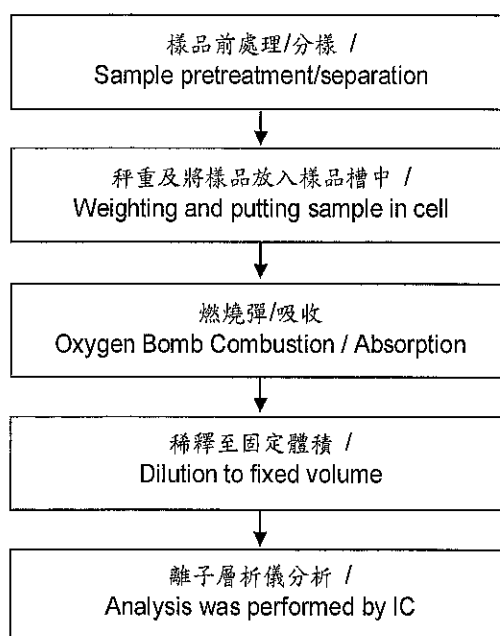 樣品前處理/分樣 /
Sample pretreatment/separation
秤重及將樣品放入樣品槽中 /
Weighting and putting sample in cell
燃燒彈/吸收
Oxygen Bomb Combustion / Absorption
稀釋至固定體積 /
Dilution to fixed volume
離子層析儀分析 /
Analysis was performed by IC